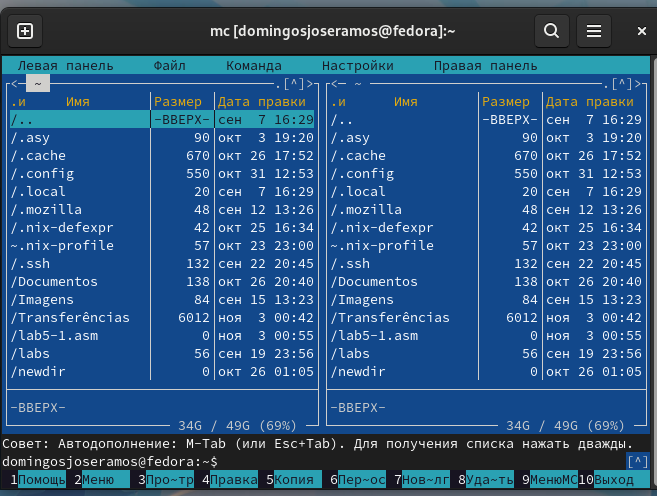 mc [domingosjoseramos@fedora]:~
Левая панель Файл Команда Настройки Правая панель
<─ ~ ─.[^]> <─ ~ ─.[^]>
.и Имя Размер Дата правки .и Имя Размер Дата правки
/.. -ВВЕРХ- сен 7 16:29 /.. -ВВЕРХ- сен 7 16:29
/.asy 90 окт 3 19:20 /.asy 90 окт 3 19:20
/.cache 670 окт 26 17:52 /.cache 670 окт 26 17:52
/.config 550 окт 31 12:53 /.config 550 окт 31 12:53
/.local 20 сен 7 16:29 /.local 20 сен 7 16:29
/.mozilla 48 сен 12 13:26 /.mozilla 48 сен 12 13:26
/.nix-defexpr 42 окт 25 16:34 /.nix-defexpr 42 окт 25 16:34
~.nix-profile 57 окт 23 23:00 ~.nix-profile 57 окт 23 23:00
/.ssh 132 сен 22 20:45 /.ssh 132 сен 22 20:45
/Documentos 138 окт 26 20:40 /Documentos 138 окт 26 20:40
/Imagens 84 сен 15 13:23 /Imagens 84 сен 15 13:23
/Transferências 6012 ноя 3 00:42 /Transferências 6012 ноя 3 00:42
/lab5-1.asm 0 ноя 3 00:55 /lab5-1.asm 0 ноя 3 00:55
/labs 56 сен 19 23:56 /labs 56 сен 19 23:56
/newdir 0 окт 26 01:05 /newdir 0 окт 26 01:05
-ВВЕРХ- -ВВЕРХ-
34G / 49G (69%) 34G / 49G (69%)
Совет: Автодополнение: M-Tab (или Esc+Tab). Для получения списка нажать дважды.
domingosjoseramos@fedora:~$ [^]
1Помощь 2Меню 3Про~тр 4Правка 5Копия 6Пер~ос 7Нов~лг 8Уда~ть 9МенюMC 10Выход